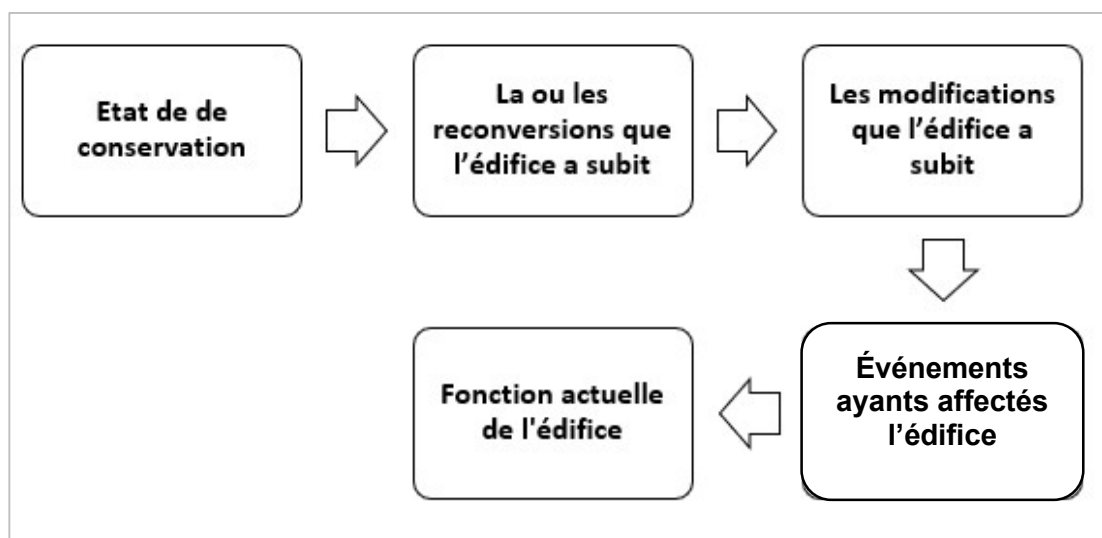 Etat de de
conservation
La ou les
reconversions que
l’édifice a subit
Les modifications
que l’édifice a
subit
Événements
ayants affectés
l’édifice
Fonction actuelle
de l'édifice